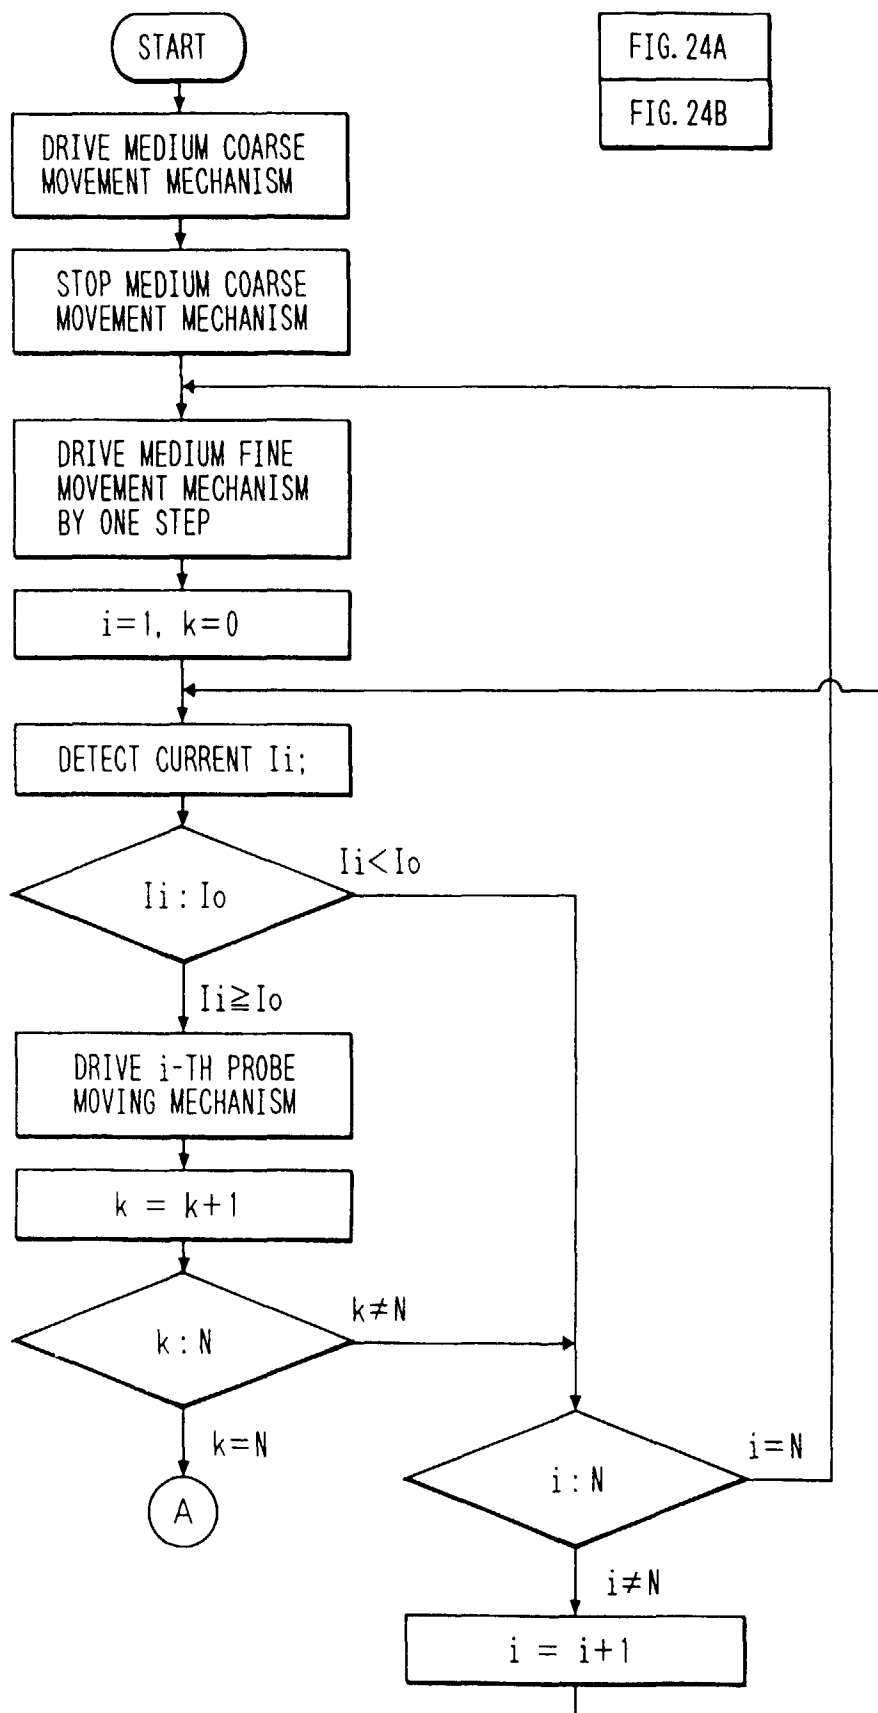 START
FIG. 24A
FIG. 24B
DRIVE MEDIUM COARSE
MOVEMENT MECHANISM
STOP MEDIUM COARSE
MOVEMENT MECHANISM
DRIVE MEDIUM FINE
MOVEMENT MECHANISM
BY ONE STEP
i=1, k=0
DETECT CURRENT Ii;
Ii<Io
Ii : Io
Ii≧Io
DRIVE i-TH PROBE
MOVING MECHANISM
k = k+1
k≠N
k : N
k=N
i=N
i : N
A
i≠N
i = i+1